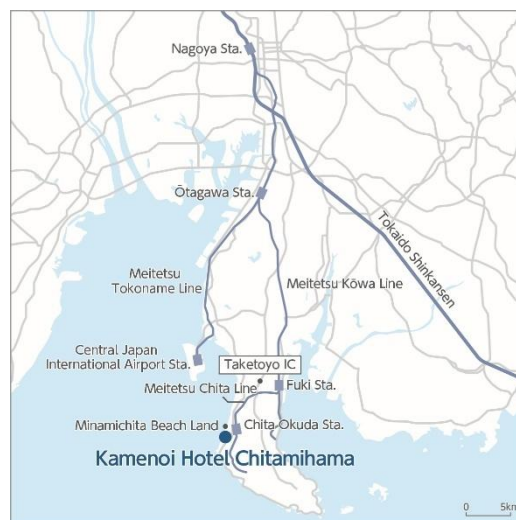 Nagoya Sta.
Ōtagawa Sta.
Tokaido Shinkansen
Meitetsu
Tokoname Line
Meitetsu Kōwa Line
Central Japan
International Airport Sta.
Taketoyo IC
Meitetsu Chita Line
Fuki Sta.
Minamichita Beach Land
Chita-Okuda Sta.
Kamenoi Hotel Chitamihama
0 5km